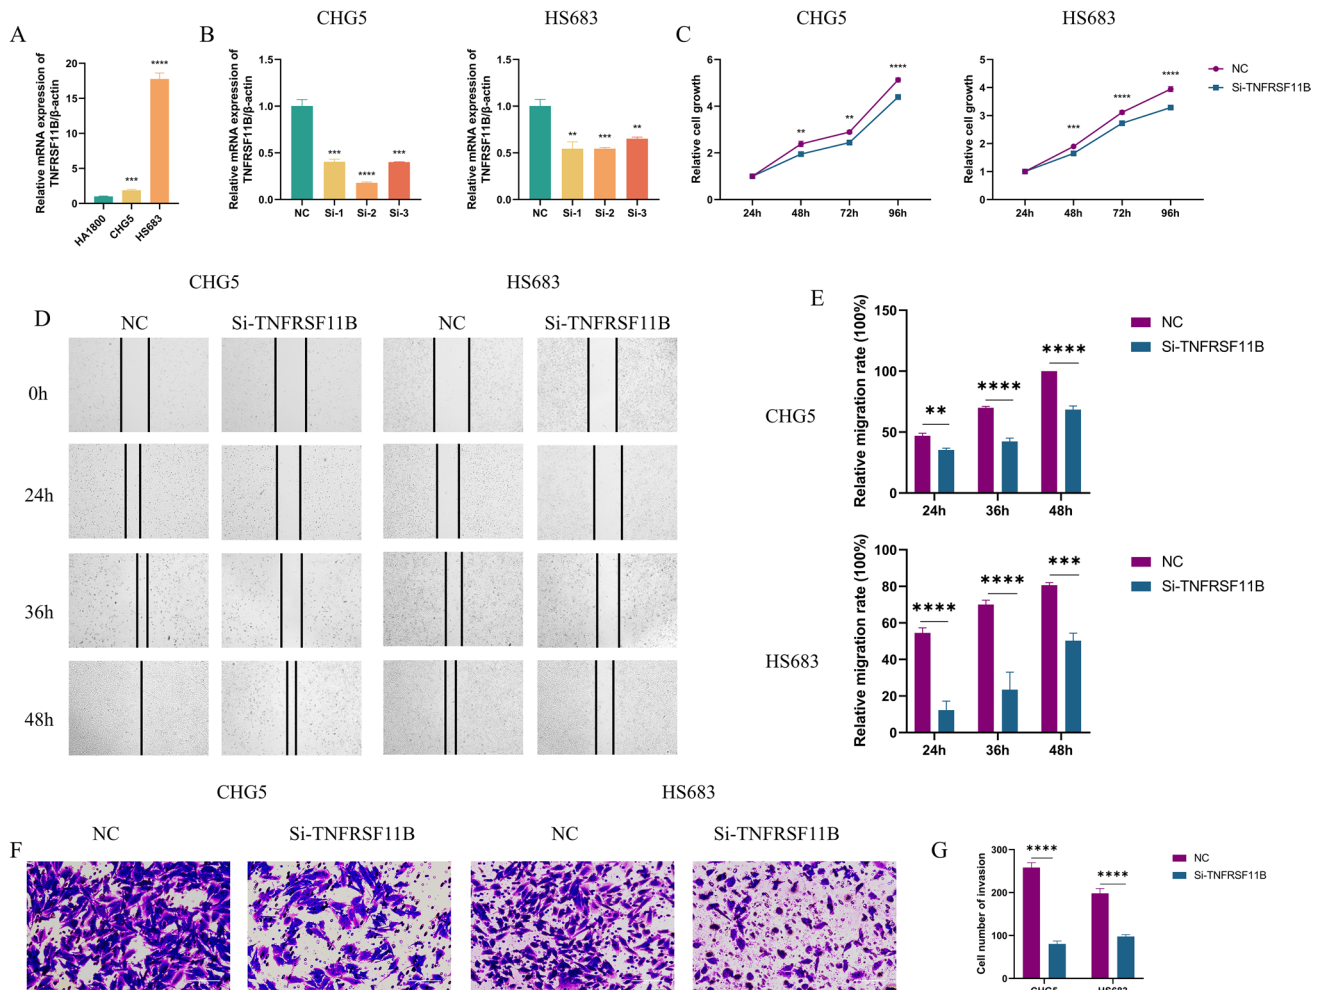 CHG5
HS683
CHG5
HS683
A
Relative mRNA expression of
TNFRSF11B/β-actin
20
15
10
5
0
***
****
HA1800
CHG5
HS683
B
Relative mRNA expression of
TNFRSF11B/β-actin
1.5
1.0
0.5
0.0
***
****
***
NC
Si-1
Si-2
Si-3
Relative mRNA expression of
TNFRSF11B/β-actin
1.5
1.0
0.5
0.0
**
***
**
NC
Si-1
Si-2
Si-3
C
Relative cell growth
6
4
2
0
**
**
****
24h
48h
72h
96h
Relative cell growth
5
4
3
2
1
0
***
****
****
24h
48h
72h
96h
NC
Si-TNFRSF11B
CHG5
HS683
D
NC
Si-TNFRSF11B
NC
Si-TNFRSF11B
0h
24h
36h
48h
E
CHG5
Relative migration rate (100%)
150
100
50
0
**
****
****
24h
36h
48h
NC
Si-TNFRSF11B
HS683
Relative migration rate (100%)
100
80
60
40
20
0
****
****
***
24h
36h
48h
NC
Si-TNFRSF11B
CHG5
HS683
NC
Si-TNFRSF11B
NC
Si-TNFRSF11B
F
G
Cell number of invasion
300
200
100
0
****
****
CHG5
HS683
NC
Si-TNFRSF11B